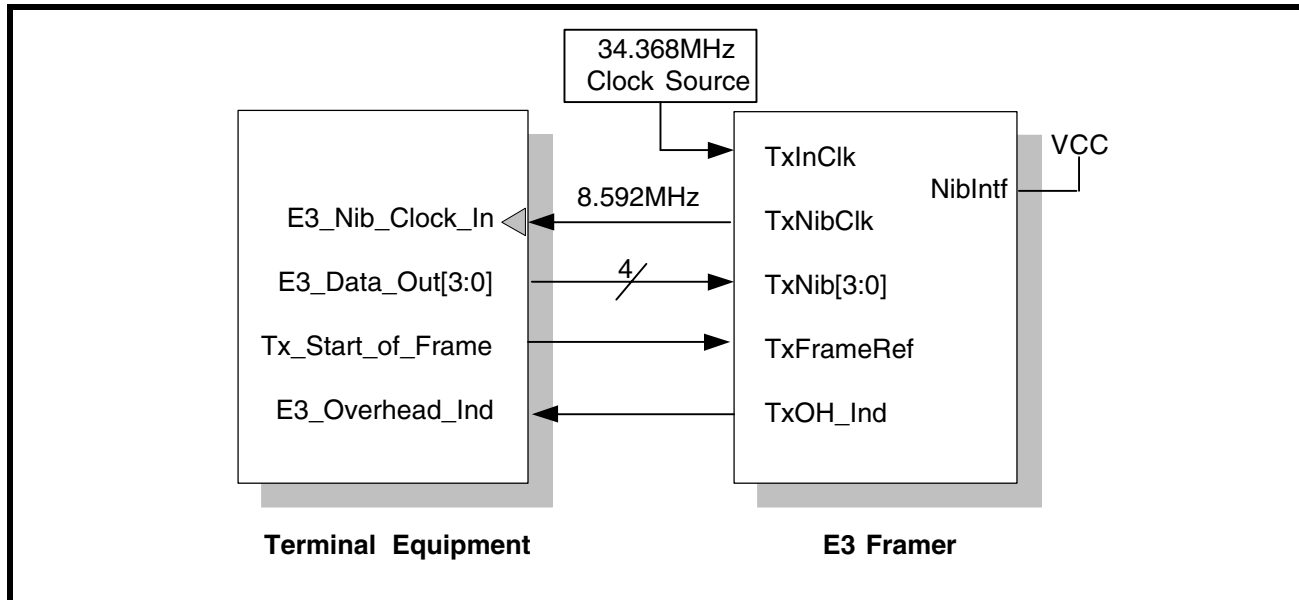 34.368MHz
Clock Source
TxInClk
VCC
NibIntf
8.592MHz
E3_Nib_Clock_In
TxNibClk
E3_Data_Out[3:0]
4
TxNib[3:0]
Tx_Start_of_Frame
TxFrameRef
E3_Overhead_Ind
TxOH_Ind
Terminal Equipment
E3 Framer